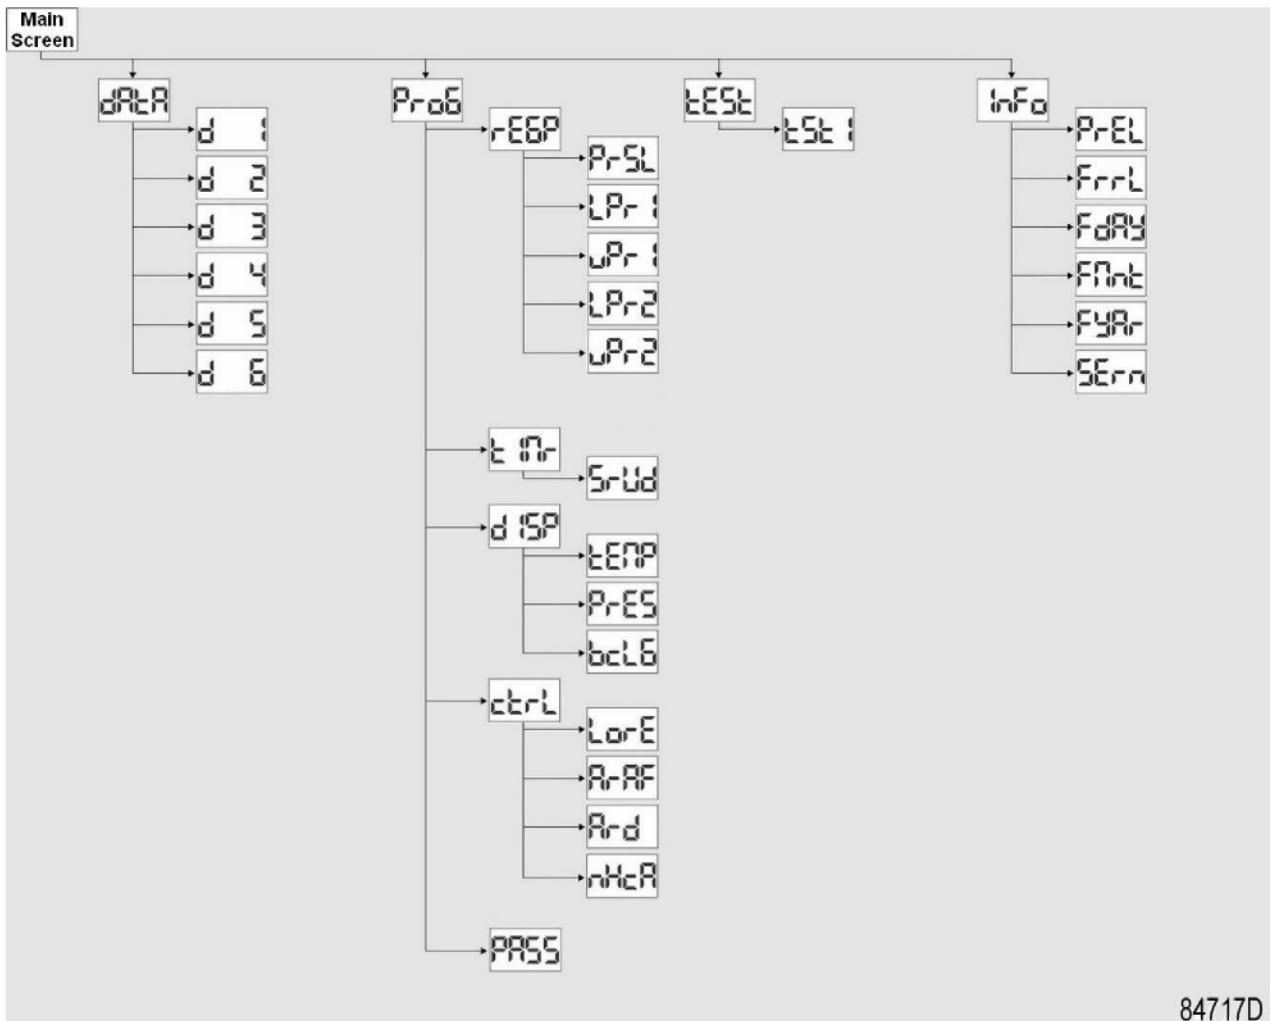 Main
Screen
dAtA
d 1
d 2
d 3
d 4
d 5
d 6
ProG
rEGP
PrSL
LPr1
uPr1
LPr2
uPr2
tIMr
SrUd
dISP
tEMP
PrES
bcLG
ctrL
LorE
ArAF
Ard
nHcA
PASS
tESt
tSt1
InFo
PrEL
FrrL
FdAY
FMnt
FYAr
SErn
84717D